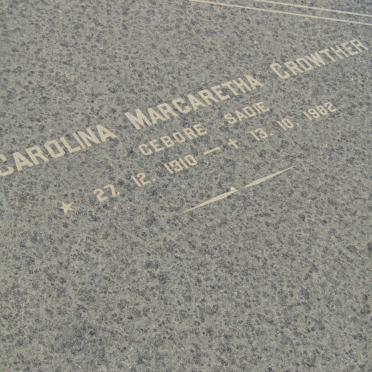 CAROLINA MARGARETHA CROWTHER
GEBORE SADIE
★ 27. 12. 1910 — † 13. 10. 1982